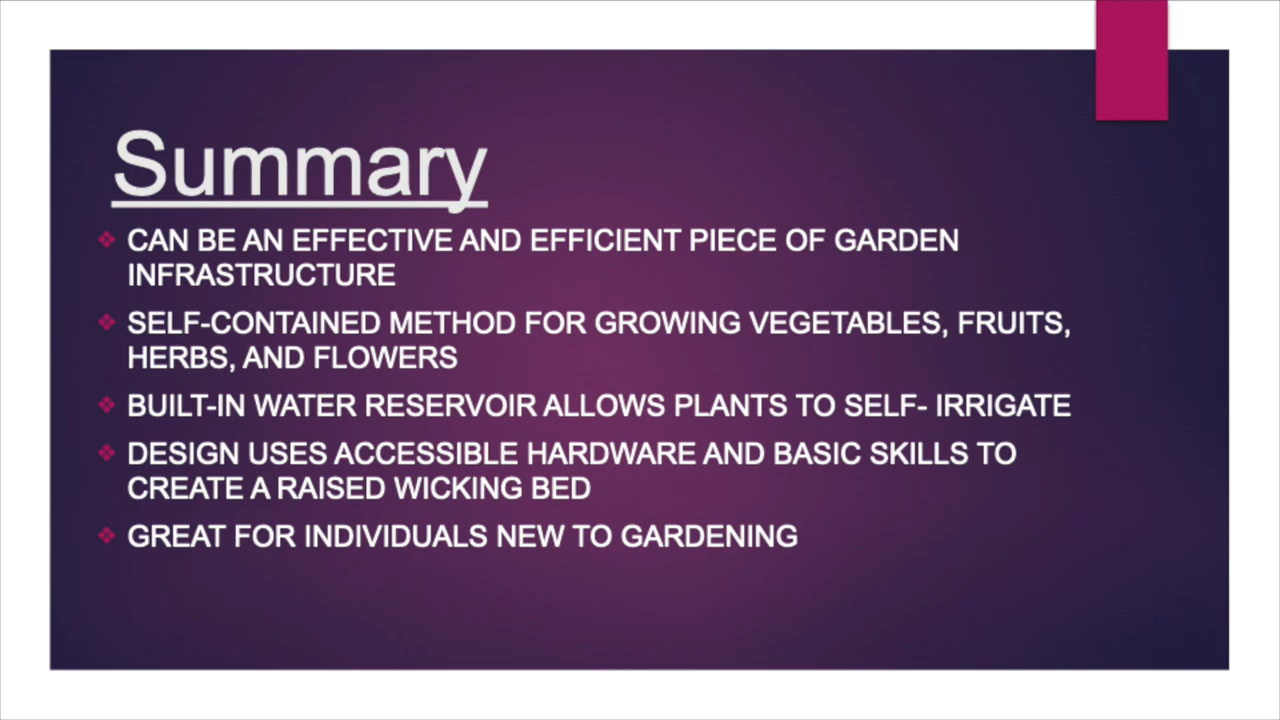 Summary
CAN BE AN EFFECTIVE AND EFFICIENT PIECE OF GARDEN
INFRASTRUCTURE
SELF-CONTAINED METHOD FOR GROWING VEGETABLES, FRUITS,
HERBS, AND FLOWERS
BUILT-IN WATER RESERVOIR ALLOWS PLANTS TO SELF- IRRIGATE
DESIGN USES ACCESSIBLE HARDWARE AND BASIC SKILLS TO
CREATE A RAISED WICKING BED
GREAT FOR INDIVIDUALS NEW TO GARDENING